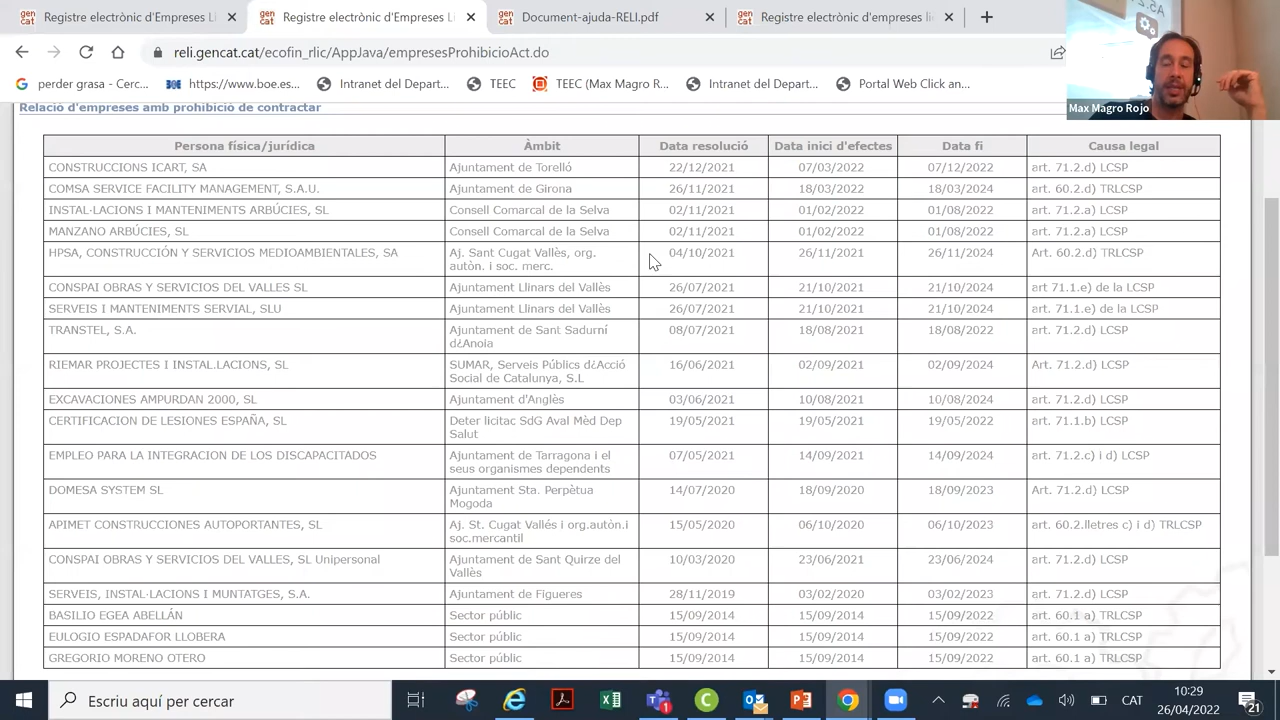 Registre electrònic d'Empreses Li
Registre electrònic d'Empreses Li
Document-ajuda-RELI.pdf
Registre electrònic d'empreses li
reli.gencat.cat/ecofin_rlic/AppJava/empresesProhibicioAct.do
perder grasa - Cerc... https://www.boe.es... Intranet del Depart... TEEC TEEC (Max Magro R... Intranet del Depart... Portal Web Click an...
Max Magro Rojo
Relació d'empreses amb prohibició de contractar
Persona física/jurídica Àmbit Data resolució Data inici d'efectes Data fi Causa legal
CONSTRUCCIONS ICART, SA Ajuntament de Torelló 22/12/2021 07/03/2022 07/12/2022 art. 71.2.d) LCSP
COMSA SERVICE FACILITY MANAGEMENT, S.A.U. Ajuntament de Girona 26/11/2021 18/03/2022 18/03/2024 art. 60.2.d) TRLCSP
INSTAL·LACIONS I MANTENIMENTS ARBÚCIES, SL Consell Comarcal de la Selva 02/11/2021 01/02/2022 01/08/2022 art. 71.2.a) LCSP
MANZANO ARBÚCIES, SL Consell Comarcal de la Selva 02/11/2021 01/02/2022 01/08/2022 art. 71.2.a) LCSP
HPSA, CONSTRUCCIÓN Y SERVICIOS MEDIOAMBIENTALES, SA Aj. Sant Cugat Vallès, org. 04/10/2021 26/11/2021 26/11/2024 Art. 60.2.d) TRLCSP
autòn. i soc. merc.
CONSPAI OBRAS Y SERVICIOS DEL VALLES SL Ajuntament Llinars del Vallès 26/07/2021 21/10/2021 21/10/2024 art 71.1.e) de la LCSP
SERVEIS I MANTENIMENTS SERVIAL, SLU Ajuntament Llinars del Vallès 26/07/2021 21/10/2021 21/10/2024 art. 71.1.e) de la LCSP
TRANSTEL, S.A. Ajuntament de Sant Sadurní 08/07/2021 18/08/2021 18/08/2022 art. 71.2.d) LCSP
d¿Anoia
RIEMAR PROJECTES I INSTAL.LACIONS, SL SUMAR, Serveis Públics d¿Acció 16/06/2021 02/09/2021 02/09/2024 Art. 71.2.d) LCSP
Social de Catalunya, S.L
EXCAVACIONES AMPURDAN 2000, SL Ajuntament d'Anglès 03/06/2021 10/08/2021 10/08/2024 art. 71.2.d) LCSP
CERTIFICACION DE LESIONES ESPAÑA, SL Deter licitac SdG Aval Mèd Dep 19/05/2021 19/05/2021 19/05/2022 art. 71.1.b) LCSP
Salut
EMPLEO PARA LA INTEGRACION DE LOS DISCAPACITADOS Ajuntament de Tarragona i el 07/05/2021 14/09/2021 14/09/2024 art. 71.2.c) i d) LCSP
seus organismes dependents
DOMESA SYSTEM SL Ajuntament Sta. Perpètua 14/07/2020 18/09/2020 18/09/2023 Art. 71.2.d) LCSP
Mogoda
APIMET CONSTRUCCIONES AUTOPORTANTES, SL Aj. St. Cugat Vallés i org.autòn.i 15/05/2020 06/10/2020 06/10/2023 art. 60.2.lletres c) i d) TRLCSP
soc.mercantil
CONSPAI OBRAS Y SERVICIOS DEL VALLES, SL Unipersonal Ajuntament de Sant Quirze del 10/03/2020 23/06/2021 23/06/2024 art. 71.2.d) LCSP
Vallès
SERVEIS, INSTAL·LACIONS I MUNTATGES, S.A. Ajuntament de Figueres 28/11/2019 03/02/2020 03/02/2023 art. 71.2.d) LCSP
BASILIO EGEA ABELLÁN Sector públic 15/09/2014 15/09/2014 15/09/2022 art. 60.1 a) TRLCSP
EULOGIO ESPADAFOR LLOBERA Sector públic 15/09/2014 15/09/2014 15/09/2022 art. 60.1 a) TRLCSP
GREGORIO MORENO OTERO Sector públic 15/09/2014 15/09/2014 15/09/2022 art. 60.1 a) TRLCSP
Escriu aquí per cercar
CAT
10:29
26/04/2022
21